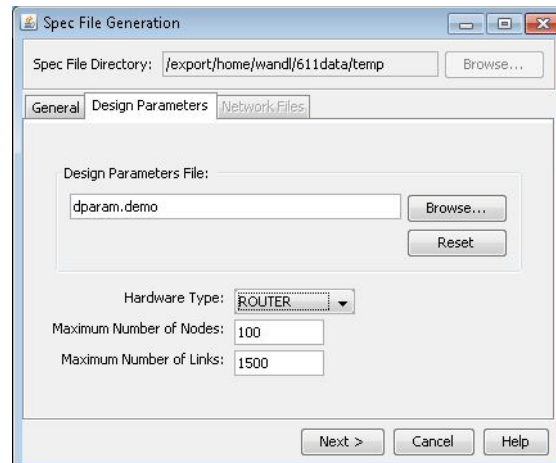 Spec File Generation
Spec File Directory: /export/home/wandl/611data/temp Browse...
General Design Parameters Network Files
Design Parameters File:
dparam.demo Browse...
Reset
Hardware Type: ROUTER
Maximum Number of Nodes: 100
Maximum Number of Links: 1500
Next > Cancel Help